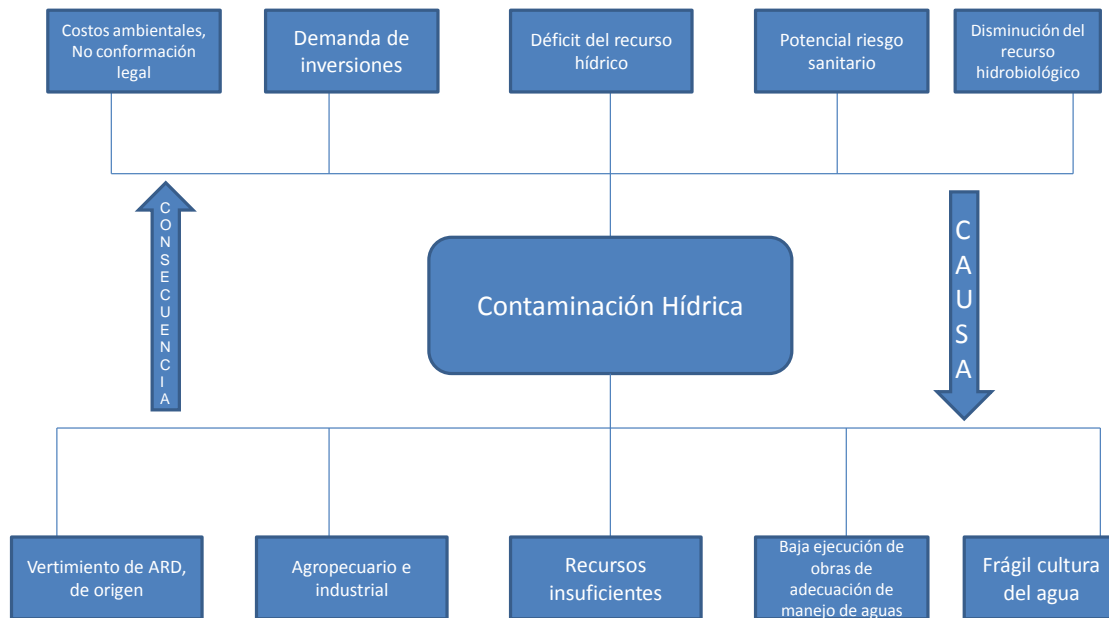 Costos ambientales,
No conformación
legal
Demanda de
inversiones
Déficit del recurso
hídrico
Potencial riesgo
sanitario
Disminución del
recurso
hidrobiológico
CONSECUENCIA
Contaminación Hídrica
CAUSA
Vertimiento de ARD,
de origen
Agropecuario e
industrial
Recursos
insuficientes
Baja ejecución de
obras de
adecuación de
manejo de aguas
Frágil cultura
del agua